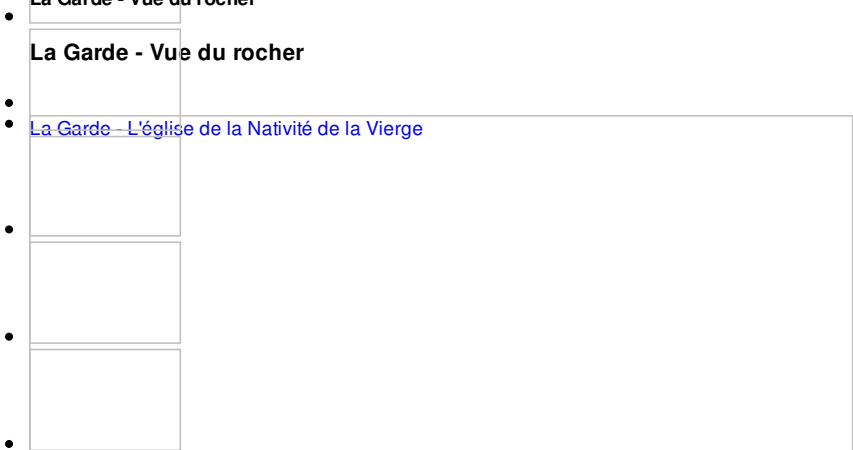 La Garde - Vue du rocher
La Garde - Vue du rocher
La Garde - L'église de la Nativité de la Vierge